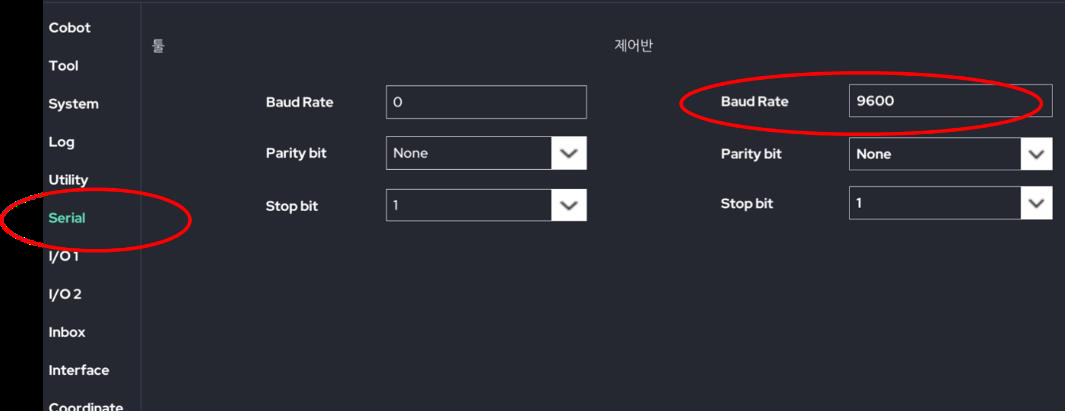 Cobot
Tool
System
Log
Utility
Serial
I/O 1
I/O 2
Inbox
Interface
Coordinate
툴
Baud Rate 0
Parity bit None
Stop bit 1
제어반
Baud Rate 9600
Parity bit None
Stop bit 1